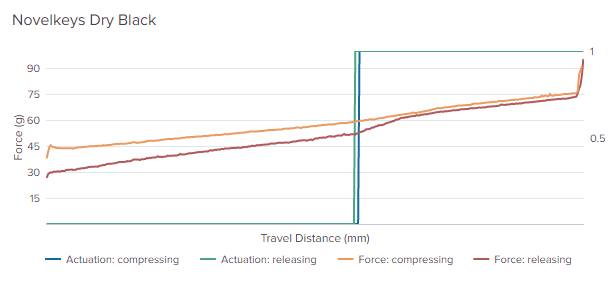 Novelkeys Dry Black
90
75
60
45
30
15
Force (g)
1
0.5
Travel Distance (mm)
Actuation: compressing
Actuation: releasing
Force: compressing
Force: releasing